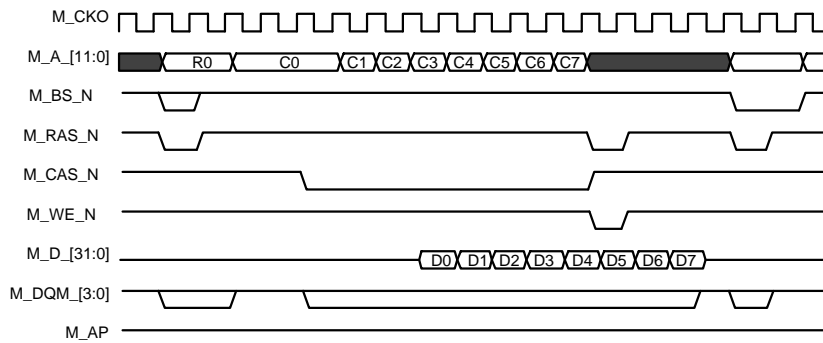 M_CKO
M_A_[11:0] R0 C0 C1 C2 C3 C4 C5 C6 C7
M_BS_N
M_RAS_N
M_CAS_N
M_WE_N
M_D_[31:0] D0 D1 D2 D3 D4 D5 D6 D7
M_DQM_[3:0]
M_AP